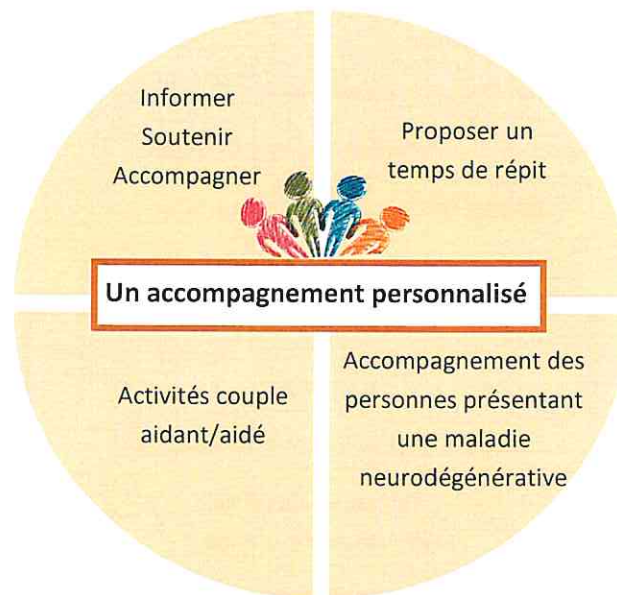 Informer
Soutenir
Accompagner
Proposer un
temps de répit
Un accompagnement personnalisé
Activités couple
aidant/aidé
Accompagnement des
personnes présentant
une maladie
neurodégénérative